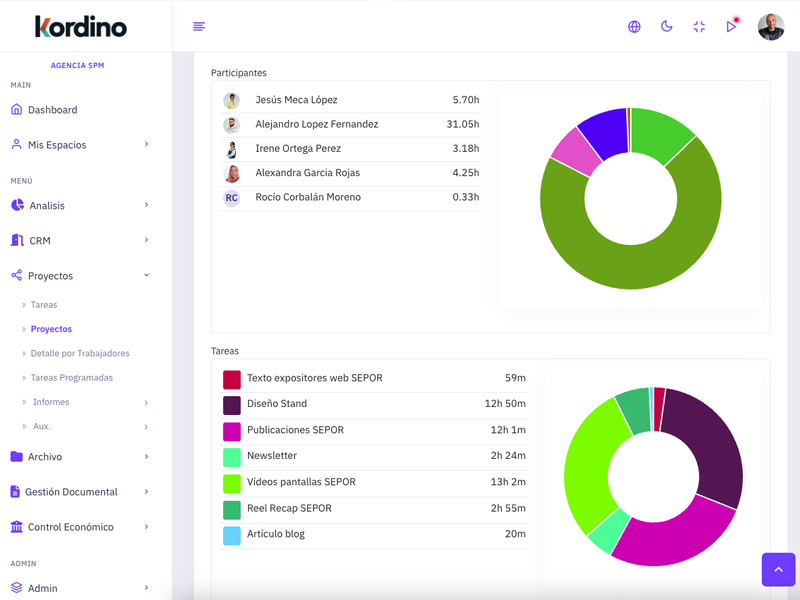 kordino
AGENCIA SPM
MAIN
Dashboard
Mis Espacios
MENÚ
Analisis
CRM
Proyectos
Tareas
Proyectos
Detalle por Trabajadores
Tareas Programadas
Informes
Aux.
Archivo
Gestión Documental
Control Económico
ADMIN
Admin
Participantes
Jesús Meca López 5.70h
Alejandro Lopez Fernandez 31.05h
Irene Ortega Perez 3.18h
Alexandra Garcia Rojas 4.25h
RC Rocío Corbalán Moreno 0.33h
Tareas
Texto expositores web SEPOR 59m
Diseño Stand 12h 50m
Publicaciones SEPOR 12h 1m
Newsletter 2h 24m
Vídeos pantallas SEPOR 13h 2m
Reel Recap SEPOR 2h 55m
Artículo blog 20m